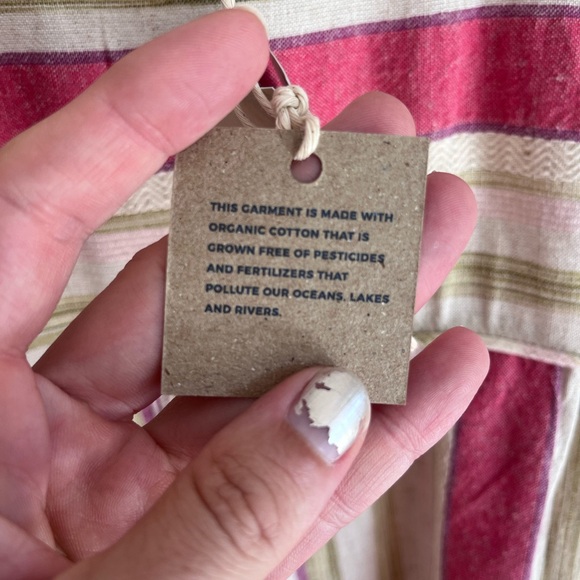 THIS GARMENT IS MADE WITH
ORGANIC COTTON THAT IS
GROWN FREE OF PESTICIDES
AND FERTILIZERS THAT
POLLUTE OUR OCEANS, LAKES
AND RIVERS.